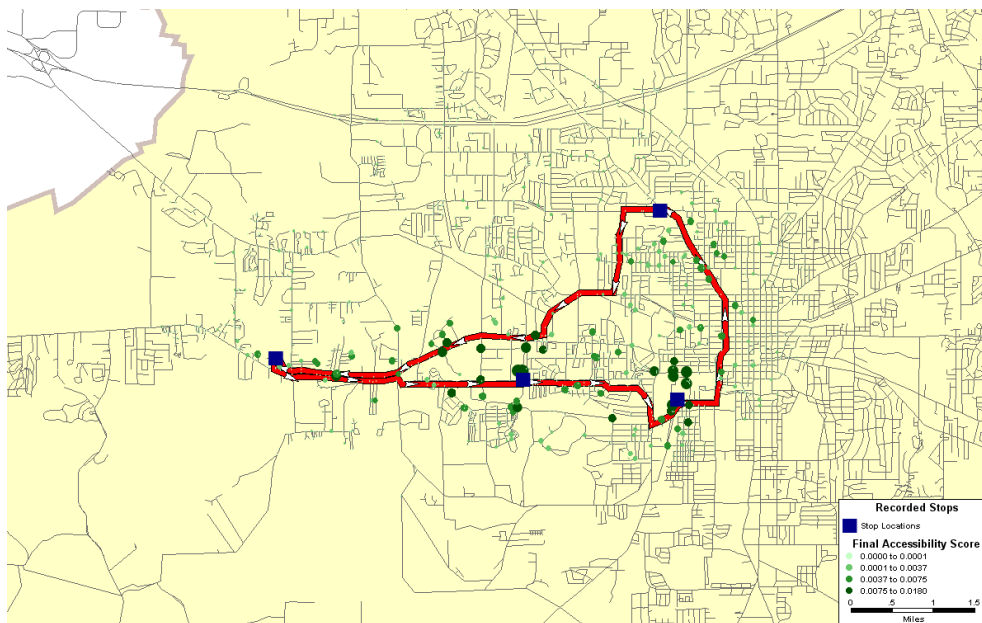 Recorded Stops
Stop Locations
Final Accessibility Score
0.0000 to 0.0001
0.0001 to 0.0037
0.0037 to 0.0075
0.0075 to 0.0180
0 .5 1 1.5
Miles